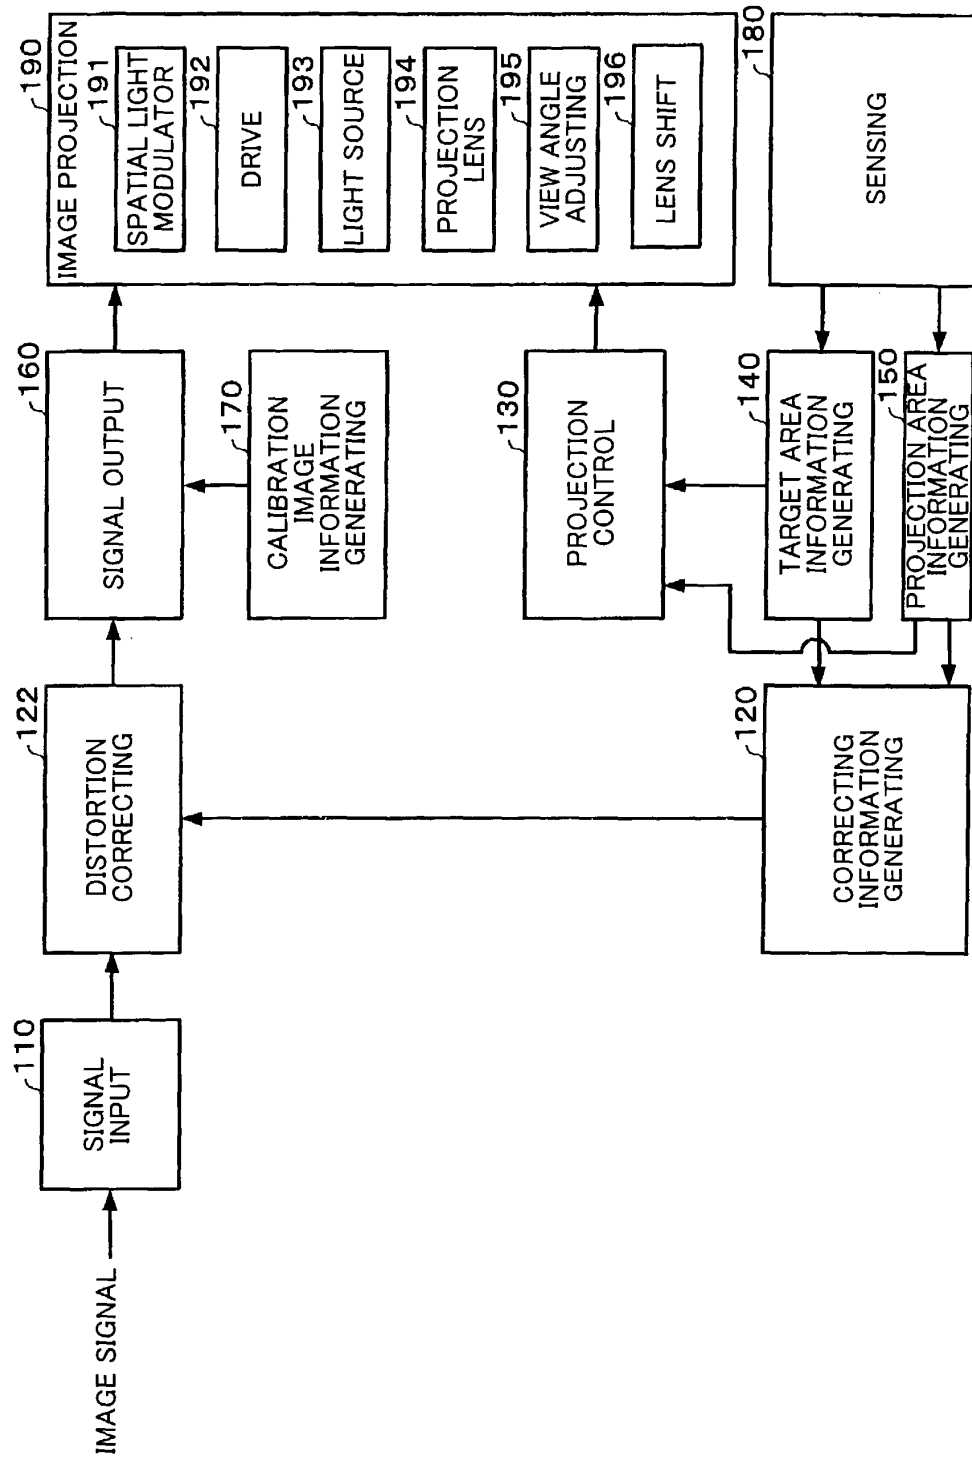 IMAGE SIGNAL
110
SIGNAL
INPUT
122
DISTORTION
CORRECTING
160
SIGNAL OUTPUT
170
CALIBRATION
IMAGE
INFORMATION
GENERATING
190
IMAGE PROJECTION
191
SPATIAL LIGHT
MODULATOR
192
DRIVE
193
LIGHT SOURCE
194
PROJECTION
LENS
195
VIEW ANGLE
ADJUSTING
196
LENS SHIFT
130
PROJECTION
CONTROL
120
CORRECTING
INFORMATION
GENERATING
140
TARGET AREA
INFORMATION
GENERATING
150
PROJECTION AREA
INFORMATION
GENERATING
180
SENSING